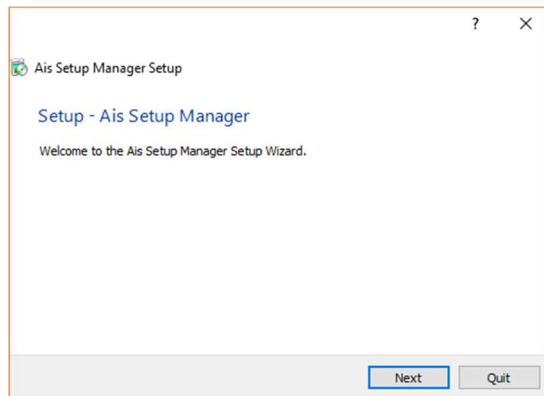 ?
Ais Setup Manager Setup
Setup - Ais Setup Manager
Welcome to the Ais Setup Manager Setup Wizard.
Next Quit